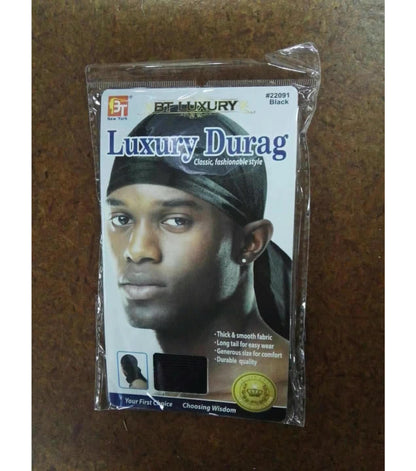 BT
New York
BT LUXURY
#22091
Black
Luxury Durag
Classic, fashionable style
• Thick & smooth fabric
• Long tail for easy wear
• Generous size for comfort
• Durable quality
Your First Choice
Choosing Wisdom